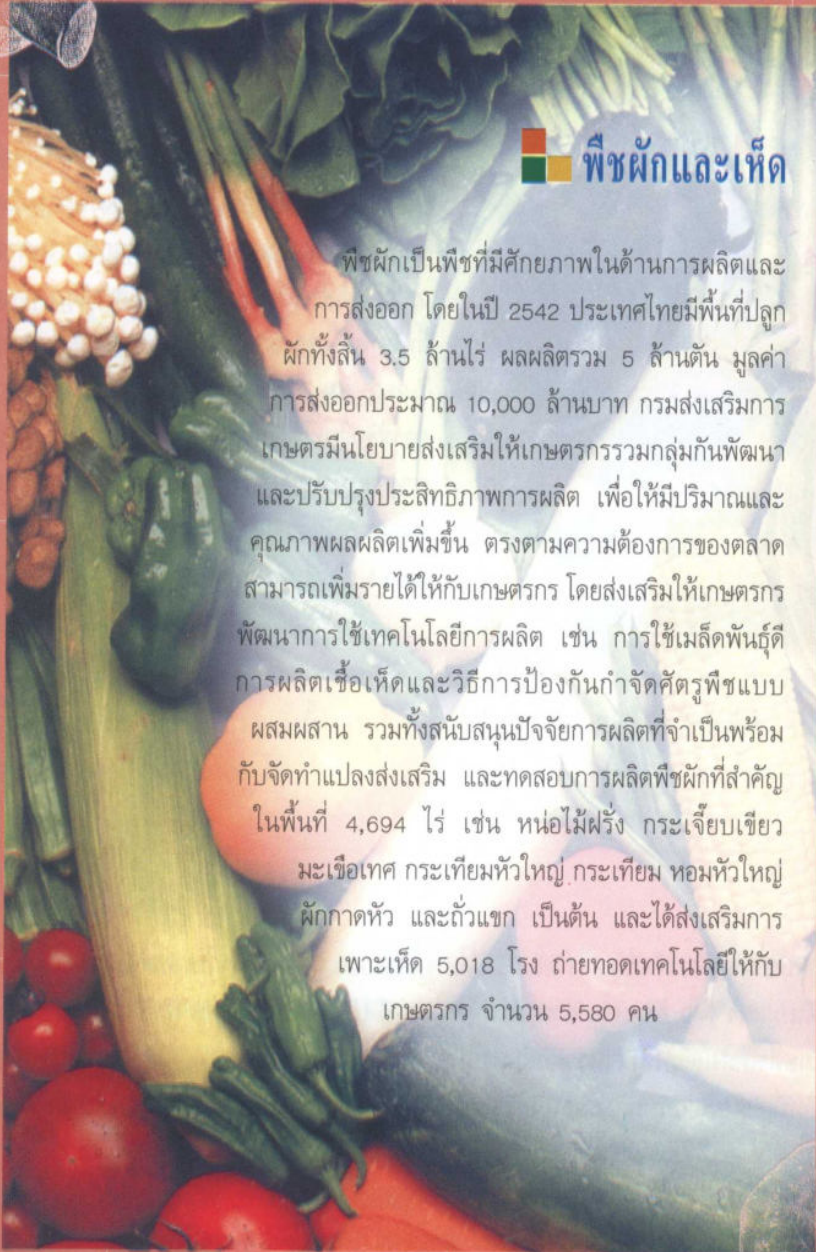 พืชผักและเห็ด
พืชผักเป็นพืชที่มีศักยภาพในด้านการผลิตและ
การส่งออก โดยในปี 2542 ประเทศไทยมีพื้นที่ปลูก
ผักทั้งสิ้น 3.5 ล้านไร่ ผลผลิตรวม 5 ล้านตัน มูลค่า
การส่งออกประมาณ 10,000 ล้านบาท กรมส่งเสริมการ
เกษตรมีนโยบายส่งเสริมให้เกษตรกรรวมกลุ่มกันพัฒนา
และปรับปรุงประสิทธิภาพการผลิต เพื่อให้มีปริมาณและ
คุณภาพผลผลิตเพิ่มขึ้น ตรงตามความต้องการของตลาด
สามารถเพิ่มรายได้ให้กับเกษตรกร โดยส่งเสริมให้เกษตรกร
พัฒนาการใช้เทคโนโลยีการผลิต เช่น การใช้เมล็ดพันธุ์ดี
การผลิตเชื้อเห็ดและวิธีการป้องกันกำจัดศัตรูพืชแบบ
ผสมผสาน รวมทั้งสนับสนุนปัจจัยการผลิตที่จำเป็นพร้อม
กับจัดทำแปลงส่งเสริม และทดสอบการผลิตพืชผักที่สำคัญ
ในพื้นที่ 4,694 ไร่ เช่น หน่อไม้ฝรั่ง กระเจี๊ยบเขียว
มะเขือเทศ กระเทียมหัวใหญ่ กระเทียม หอมหัวใหญ่
ผักกาดหัว และถั่วแขก เป็นต้น และได้ส่งเสริมการ
เพาะเห็ด 5,018 โรง ถ่ายทอดเทคโนโลยีให้กับ
เกษตรกร จำนวน 5,580 คน